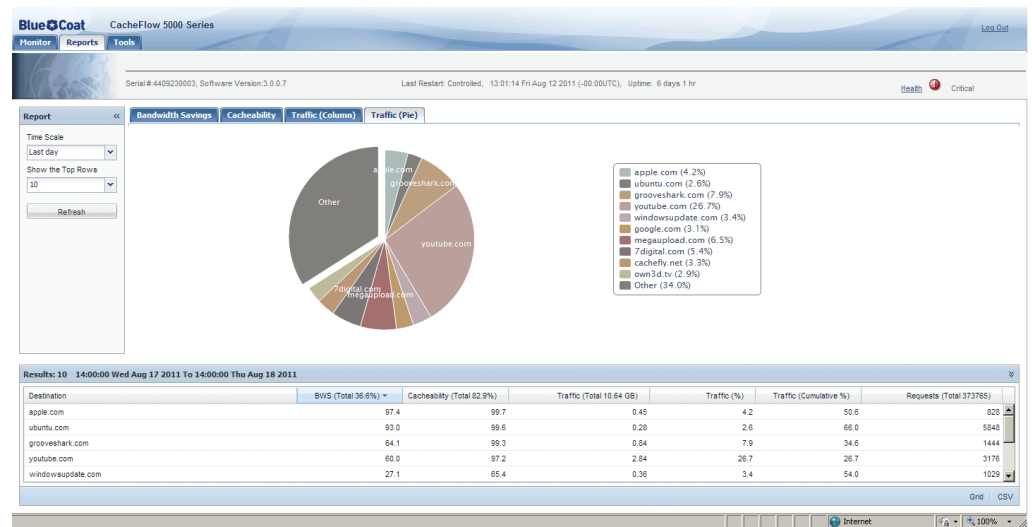 Blue Coat CacheFlow 5000 Series
Log Out
Monitor Reports Tools
Serial #:4409230003, Software Version:3.0.0.7 Last Restart: Controlled, 13:01:14 Fri Aug 12 2011 (-00:00UTC), Uptime: 6 days 1 hr
Health Critical
Report «
Bandwidth Savings Cacheability Traffic (Column) Traffic (Pie)
Time Scale
Last day
Show the Top Rows
10
Refresh
apple.com
grooveshark.com
Other
youtube.com
7digital.com
megaupload.com
apple.com (4.2%)
ubuntu.com (2.6%)
grooveshark.com (7.9%)
youtube.com (26.7%)
windowsupdate.com (3.4%)
google.com (3.1%)
megaupload.com (6.5%)
7digital.com (5.4%)
cachefly.net (3.3%)
own3d.tv (2.9%)
Other (34.0%)
Results: 10 14:00:00 Wed Aug 17 2011 To 14:00:00 Thu Aug 18 2011
Destination BWS (Total 36.6%) Cacheability (Total 82.9%) Traffic (Total 10.64 GB) Traffic (%) Traffic (Cumulative %) Requests (Total 373765)
apple.com 97.4 99.7 0.45 4.2 50.6 828
ubuntu.com 93.0 99.6 0.28 2.6 66.0 5848
grooveshark.com 64.1 99.3 0.84 7.9 34.6 1444
youtube.com 60.0 97.2 2.84 26.7 26.7 3176
windowsupdate.com 27.1 65.4 0.36 3.4 54.0 1029
Grid CSV
Internet 100%